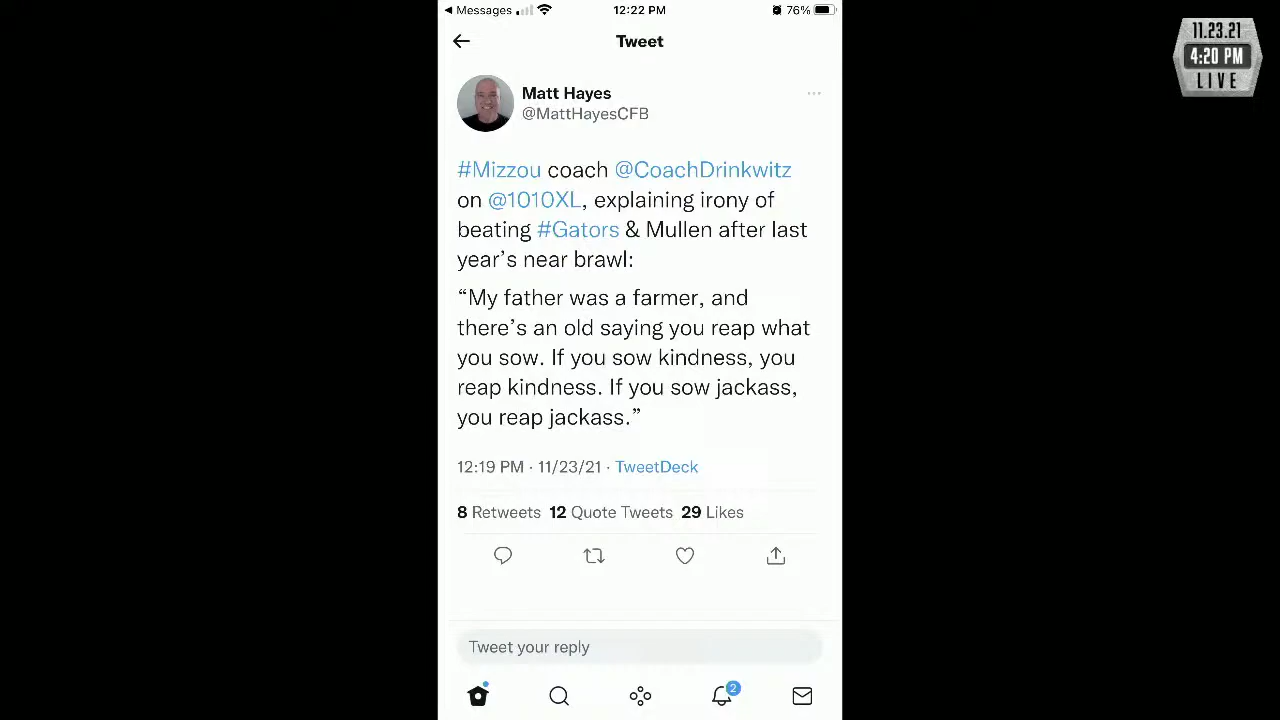 Messages
12:22 PM
76%
11.23.21
4:20 PM
LIVE
Tweet
Matt Hayes
@MattHayesCFB
#Mizzou coach @CoachDrinkwitz
on @1010XL, explaining irony of
beating #Gators & Mullen after last
year’s near brawl:
“My father was a farmer, and
there’s an old saying you reap what
you sow. If you sow kindness, you
reap kindness. If you sow jackass,
you reap jackass.”
12:19 PM · 11/23/21 · TweetDeck
8 Retweets 12 Quote Tweets 29 Likes
Tweet your reply
2